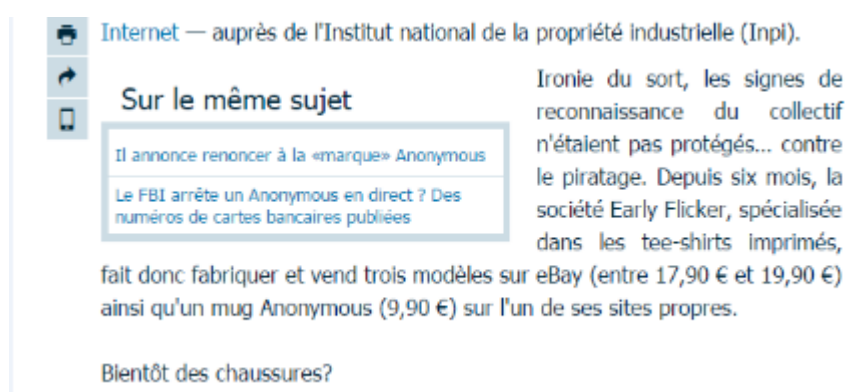 Internet — auprès de l'Institut national de la propriété industrielle (Inpi).
Sur le même sujet
Il annonce renoncer à la «marque» Anonymous
Le FBI arrête un Anonymous en direct ? Des
numéros de cartes bancaires publiées
Ironie du sort, les signes de
reconnaissance du collectif
n'étaient pas protégés... contre
le piratage. Depuis six mois, la
société Early Flicker, spécialisée
dans les tee-shirts imprimés,
fait donc fabriquer et vend trois modèles sur eBay (entre 17,90 € et 19,90 €)
ainsi qu'un mug Anonymous (9,90 €) sur l'un de ses sites propres.
Bientôt des chaussures?